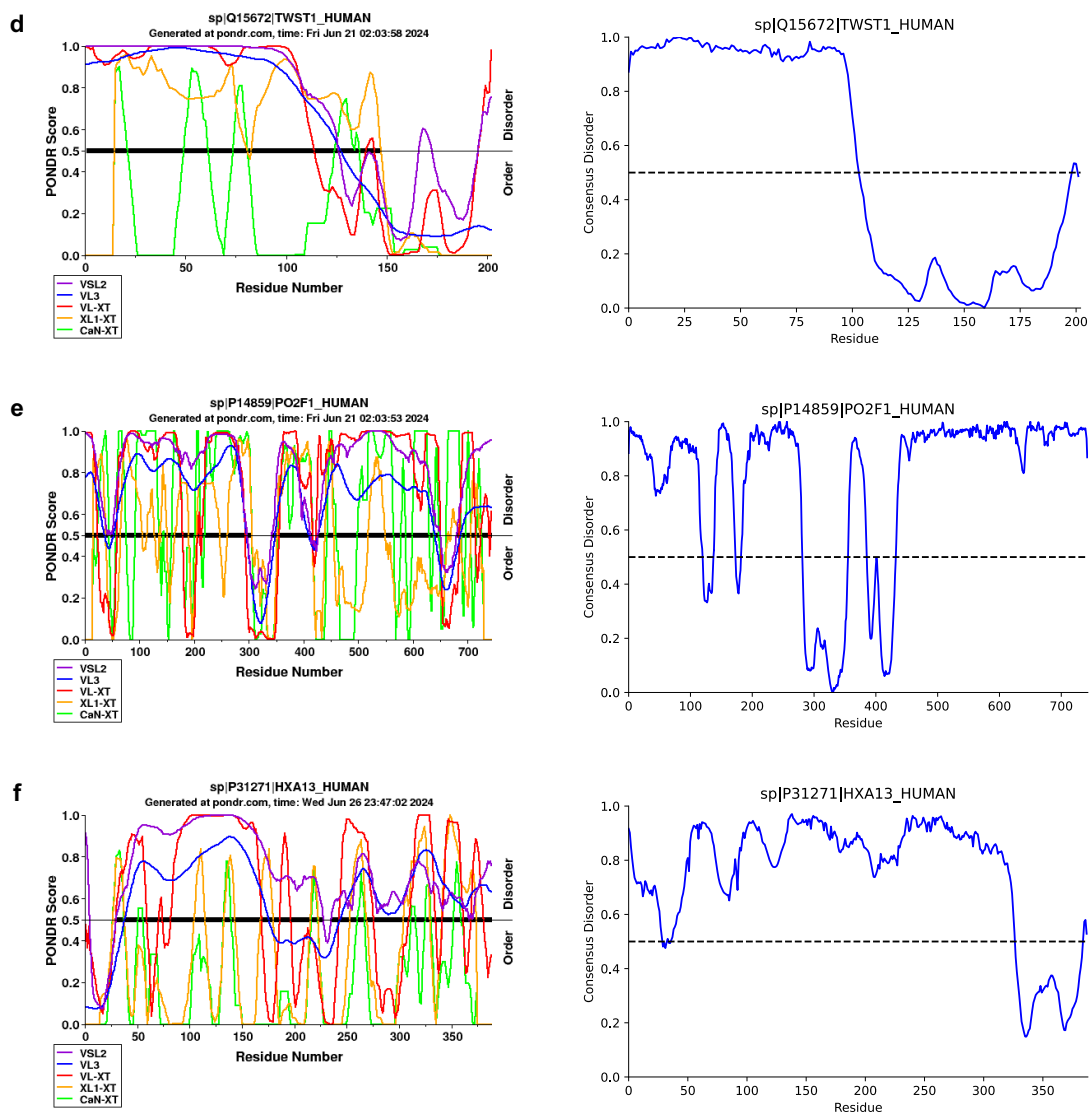 d
sp|Q15672|TWST1_HUMAN
Generated at pondr.com, time: Fri Jun 21 02:03:58 2024
PONDR Score
1.0
0.8
0.6
0.5
0.4
0.2
0.0
0 50 100 150 200
Residue Number
Disorder
Order
VSL2
VL3
VL-XT
XL1-XT
CaN-XT
sp|Q15672|TWST1_HUMAN
Consensus Disorder
1.0
0.8
0.6
0.4
0.2
0.0
0 25 50 75 100 125 150 175 200
Residue
e
sp|P14859|PO2F1_HUMAN
Generated at pondr.com, time: Fri Jun 21 02:03:53 2024
PONDR Score
1.0
0.8
0.6
0.5
0.4
0.2
0.0
0 100 200 300 400 500 600 700
Residue Number
Disorder
Order
VSL2
VL3
VL-XT
XL1-XT
CaN-XT
sp|P14859|PO2F1_HUMAN
Consensus Disorder
1.0
0.8
0.6
0.4
0.2
0.0
0 100 200 300 400 500 600 700
Residue
f
sp|P31271|HXA13_HUMAN
Generated at pondr.com, time: Wed Jun 26 23:47:02 2024
PONDR Score
1.0
0.8
0.6
0.5
0.4
0.2
0.0
0 50 100 150 200 250 300 350
Residue Number
Disorder
Order
VSL2
VL3
VL-XT
XL1-XT
CaN-XT
sp|P31271|HXA13_HUMAN
Consensus Disorder
1.0
0.8
0.6
0.4
0.2
0.0
0 50 100 150 200 250 300 350
Residue